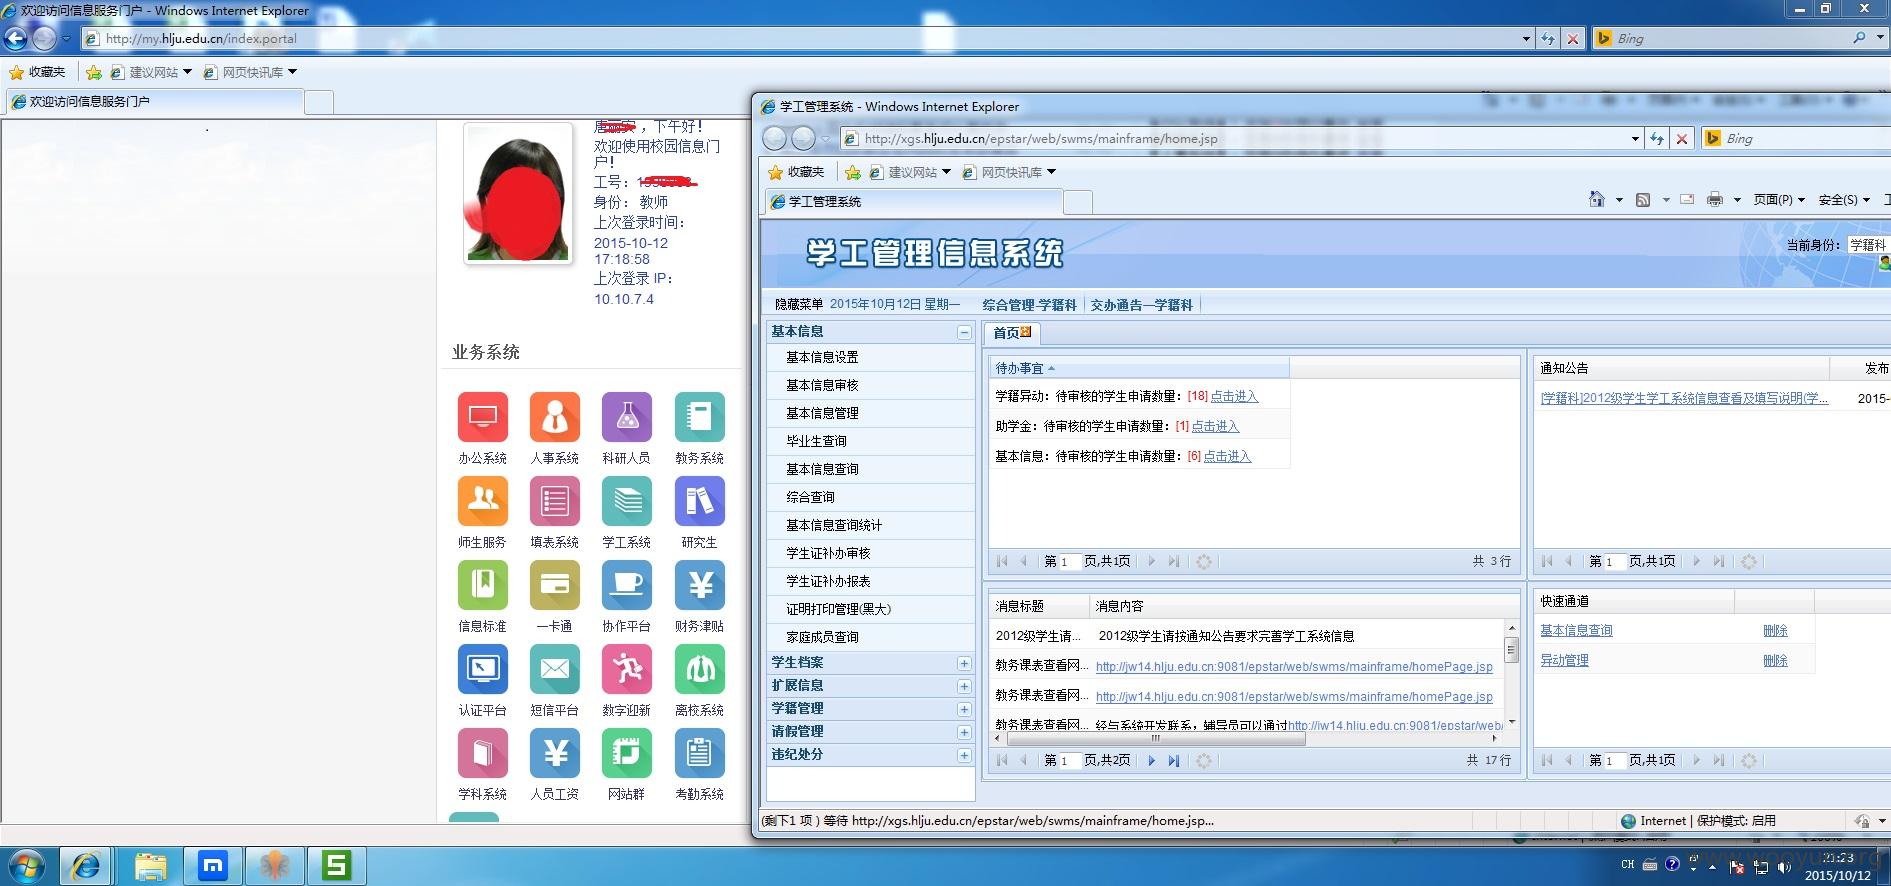 欢迎访问信息服务门户 - Windows Internet Explorer
http://my.hlju.edu.cn/index.portal
Bing
收藏夹
建议网站
网页快讯库
欢迎访问信息服务门户
，下午好！
欢迎使用校园信息门
户！
工号：
身份： 教师
上次登录时间：
2015-10-12
17:18:58
上次登录 IP：
10.10.7.4
业务系统
办公系统 人事系统 科研人员 教务系统
师生服务 填表系统 学工系统 研究生
信息标准 一卡通 协作平台 财务津贴
认证平台 短信平台 数字迎新 离校系统
学科系统 人员工资 网站群 考勤系统
学工管理系统 - Windows Internet Explorer
http://xgs.hlju.edu.cn/epstar/web/swms/mainframe/home.jsp
Bing
收藏夹
建议网站
网页快讯库
学工管理系统
页面(P)
安全(S)
学工管理信息系统
当前身份： 学籍科
隐藏菜单 2015年10月12日 星期一 综合管理-学籍科 交办通告—学籍科
基本信息
基本信息设置
基本信息审核
基本信息管理
毕业生查询
基本信息查询
综合查询
基本信息查询统计
学生证补办审核
学生证补办报表
证明打印管理(黑大)
家庭成员查询
学生档案
扩展信息
学籍管理
请假管理
违纪处分
首页
待办事宜
学籍异动：待审核的学生申请数量：[18] 点击进入
助学金：待审核的学生申请数量：[1] 点击进入
基本信息：待审核的学生申请数量：[6] 点击进入
第 1 页,共1页 共 3 行
通知公告 发布
[学籍科]2012级学生学工系统信息查看及填写说明(学... 2015-
第 1 页,共1页
消息标题 消息内容
2012级学生请... 2012级学生请按通知公告要求完善学工系统信息
教务课表查看网... http://jw14.hlju.edu.cn:9081/epstar/web/swms/mainframe/homePage.jsp
教务课表查看网... http://jw14.hlju.edu.cn:9081/epstar/web/swms/mainframe/homePage.jsp
教务课表查看网... 经与系统开发联系，辅导员可以通过http://jw14.hlju.edu.cn:9081/epstar/web/
第 1 页,共2页 共 17 行
快速通道
基本信息查询 删除
异动管理 删除
第 1 页,共1页
(剩下1 项 ) 等待 http://xgs.hlju.edu.cn/epstar/web/swms/mainframe/home.jsp...
Internet | 保护模式: 启用
CH
21:23
2015/10/12
www.wooyun.org